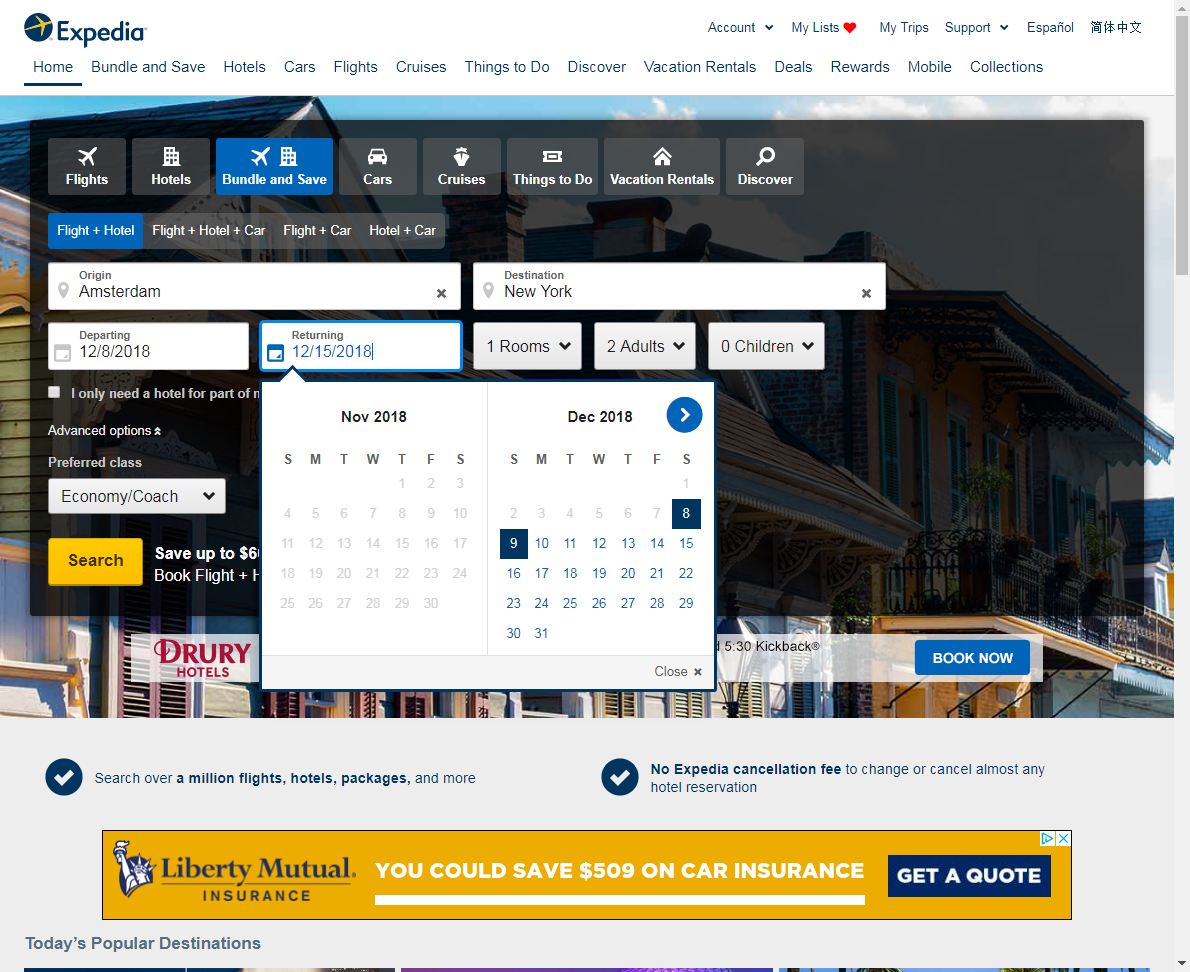 Expedia
Account
My Lists
My Trips
Support
Español
简体中文
Home
Bundle and Save
Hotels
Cars
Flights
Cruises
Things to Do
Discover
Vacation Rentals
Deals
Rewards
Mobile
Collections
Flights
Hotels
Bundle and Save
Cars
Cruises
Things to Do
Vacation Rentals
Discover
Flight + Hotel
Flight + Hotel + Car
Flight + Car
Hotel + Car
Origin
Amsterdam
Destination
New York
Departing
12/8/2018
Returning
12/15/2018
1 Rooms
2 Adults
0 Children
I only need a hotel for part of
Advanced options
Preferred class
Economy/Coach
Search
Save up to
Book Flight +
Nov 2018
S M T W T F S
1 2 3
4 5 6 7 8 9 10
11 12 13 14 15 16 17
18 19 20 21 22 23 24
25 26 27 28 29 30
Dec 2018
S M T W T F S
1
2 3 4 5 6 7 8
9 10 11 12 13 14 15
16 17 18 19 20 21 22
23 24 25 26 27 28 29
30 31
Close
DRURY
HOTELS
5:30 Kickback®
BOOK NOW
Search over a million flights, hotels, packages, and more
No Expedia cancellation fee to change or cancel almost any
hotel reservation
Liberty Mutual.
INSURANCE
YOU COULD SAVE $509 ON CAR INSURANCE
GET A QUOTE
Today’s Popular Destinations